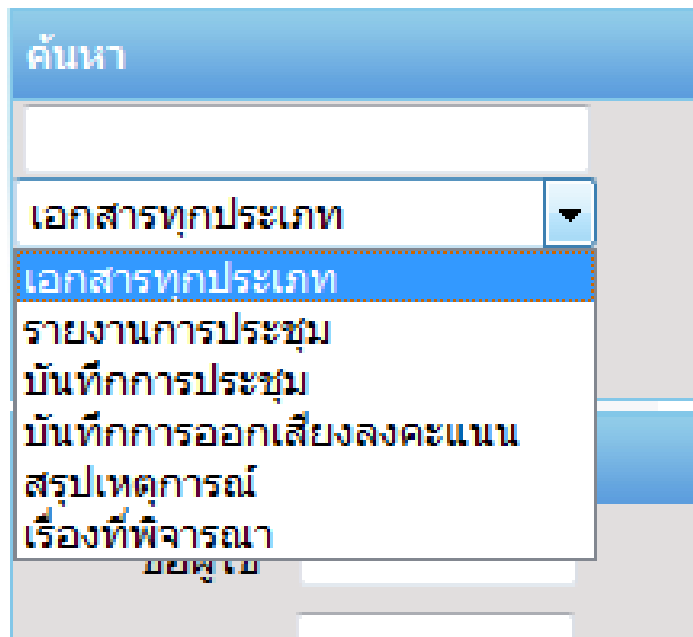 ค้นหา
เอกสารทุกประเภท
เอกสารทุกประเภท
รายงานการประชุม
บันทึกการประชุม
บันทึกการออกเสียงลงคะแนน
สรุปเหตุการณ์
เรื่องที่พิจารณา